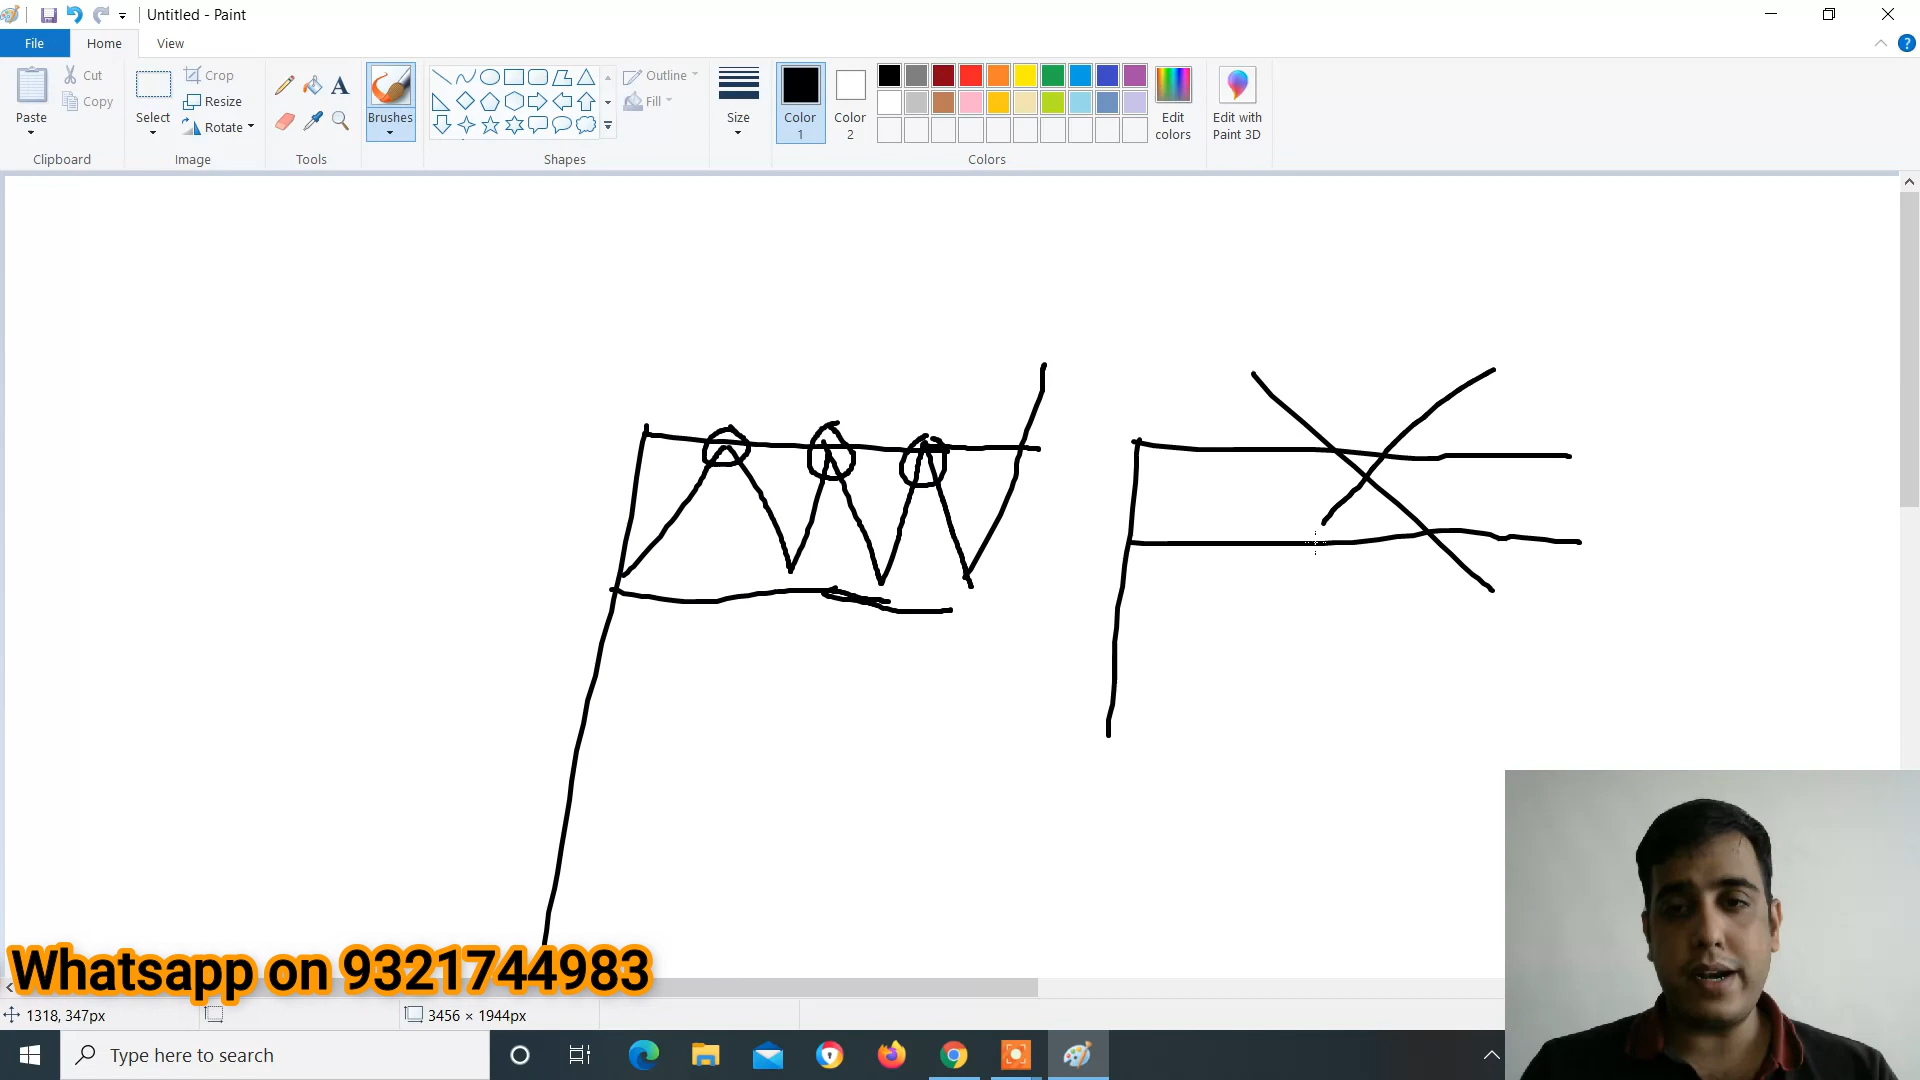 Untitled - Paint
File
Home
View
?
Paste
Cut
Copy
Clipboard
Select
Crop
Resize
Rotate
Image
A
Tools
Brushes
Outline
Fill
Shapes
Size
Color
1
Color
2
Edit
colors
Edit with
Paint 3D
Colors
Whatsapp on 9321744983
1318, 347px
3456 × 1944px
Type here to search